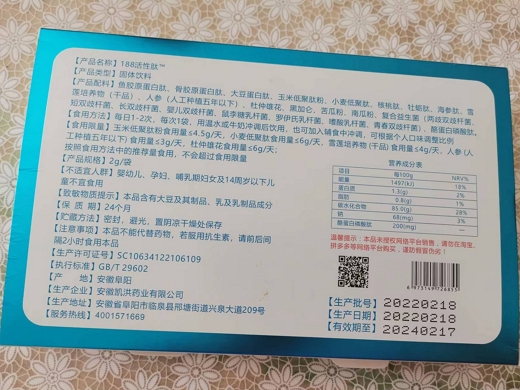 【产品名称】188活性肽™
【产品类型】固体饮料
【产品配料】鱼胶原蛋白肽、骨胶原蛋白肽、大豆蛋白肽、玉米低聚肽粉、小麦低聚肽、核桃肽、牡蛎肽、海参肽、雪
莲培养物（干品）、人参（人工种植五年以下）、杜仲雄花、黑加仑、苦瓜粉、南瓜粉、复合益生菌（两歧双歧杆菌、
短双歧杆菌、长双歧杆菌、婴儿双歧杆菌、鼠李糖乳杆菌、罗伊氏乳杆菌、嗜酸乳杆菌、青春双歧杆菌）、酪蛋白磷酸肽。
【食用方法】每日1-2次，每次1袋，用温水或牛奶冲调后饮用，也可加入辅食中冲调，可根据个人口味调整比例
【食用限量】玉米低聚肽粉食用量≤4.5g/天，小麦低聚肽食用量≤6g/天；雪莲培养物（干品）食用量≤4g/天，人参（人
工种植五年以下）食用量≤3g/天；杜仲雄花食用量≤6g/天；
按照食用方法中的推荐量食用，不会超过食用限量
【产品规格】2g/袋
【不适宜人群】婴幼儿、孕妇、哺乳期妇女及14周岁以下儿
童不宜食用
【致敏物质提示】本品含有大豆及其制品、乳及乳制品成分
【保质期】24个月
【贮藏方法】密封，避光，置阴凉干燥处保存
【注意事项】本品不能代替药物，若服用抗生素，请前后间
隔2小时食用本品
【生产许可证号】SC10634122106109
【执行标准】GB/T 29602
【产地】安徽阜阳
【生产企业】安徽凯洪药业有限公司
【生产地址】安徽省阜阳市临泉县邢塘街道兴泉大道209号
【服务热线】4001571669
营养成分表
项目 每100g NRV%
能量 1497(kJ) 18%
蛋白质 1.3(g) 2%
脂肪 0.8(g) 1%
碳水化合物 85.0(g) 28%
钠 68(mg) 3%
酪蛋白磷酸肽 200(mg) —
温馨提示：本品未授权网络平台销售，请勿在淘宝、
拼多多等网络平台购买，谨防假冒伪劣！
6973149724815
【生产批号】20220218
【生产日期】20220218
【有效期至】20240217